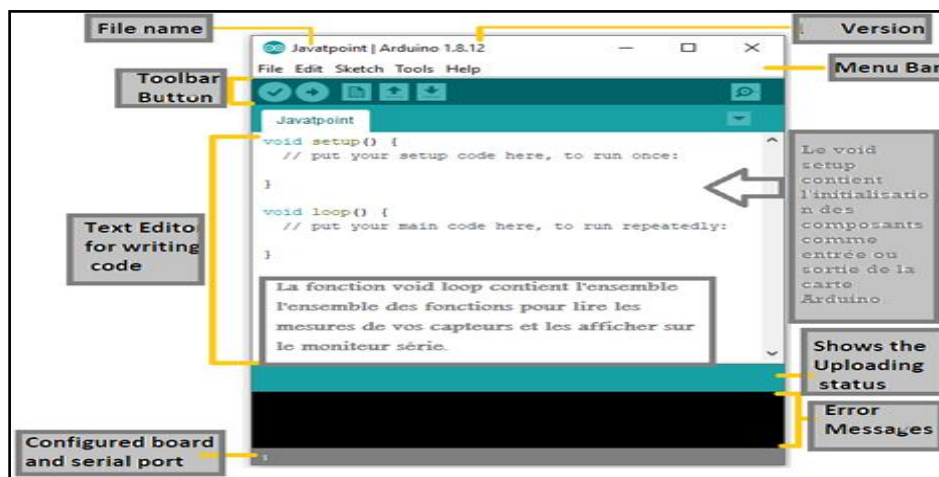 File name
Version
Javatpoint | Arduino 1.8.12
File Edit Sketch Tools Help
Menu Bar
Toolbar
Button
Javatpoint
void setup() {
// put your setup code here, to run once:
}
void loop() {
// put your main code here, to run repeatedly:
}
Text Editor
for writing
code
Le void
setup
contient
l'initialisatio
n des
composants
comme
entrée ou
sortie de la
carte
Arduino
La fonction void loop contient l'ensemble
l'ensemble des fonctions pour lire les
mesures de vos capteurs et les afficher sur
le moniteur série.
Shows the
Uploading
status
Error
Messages
Configured board
and serial port
1